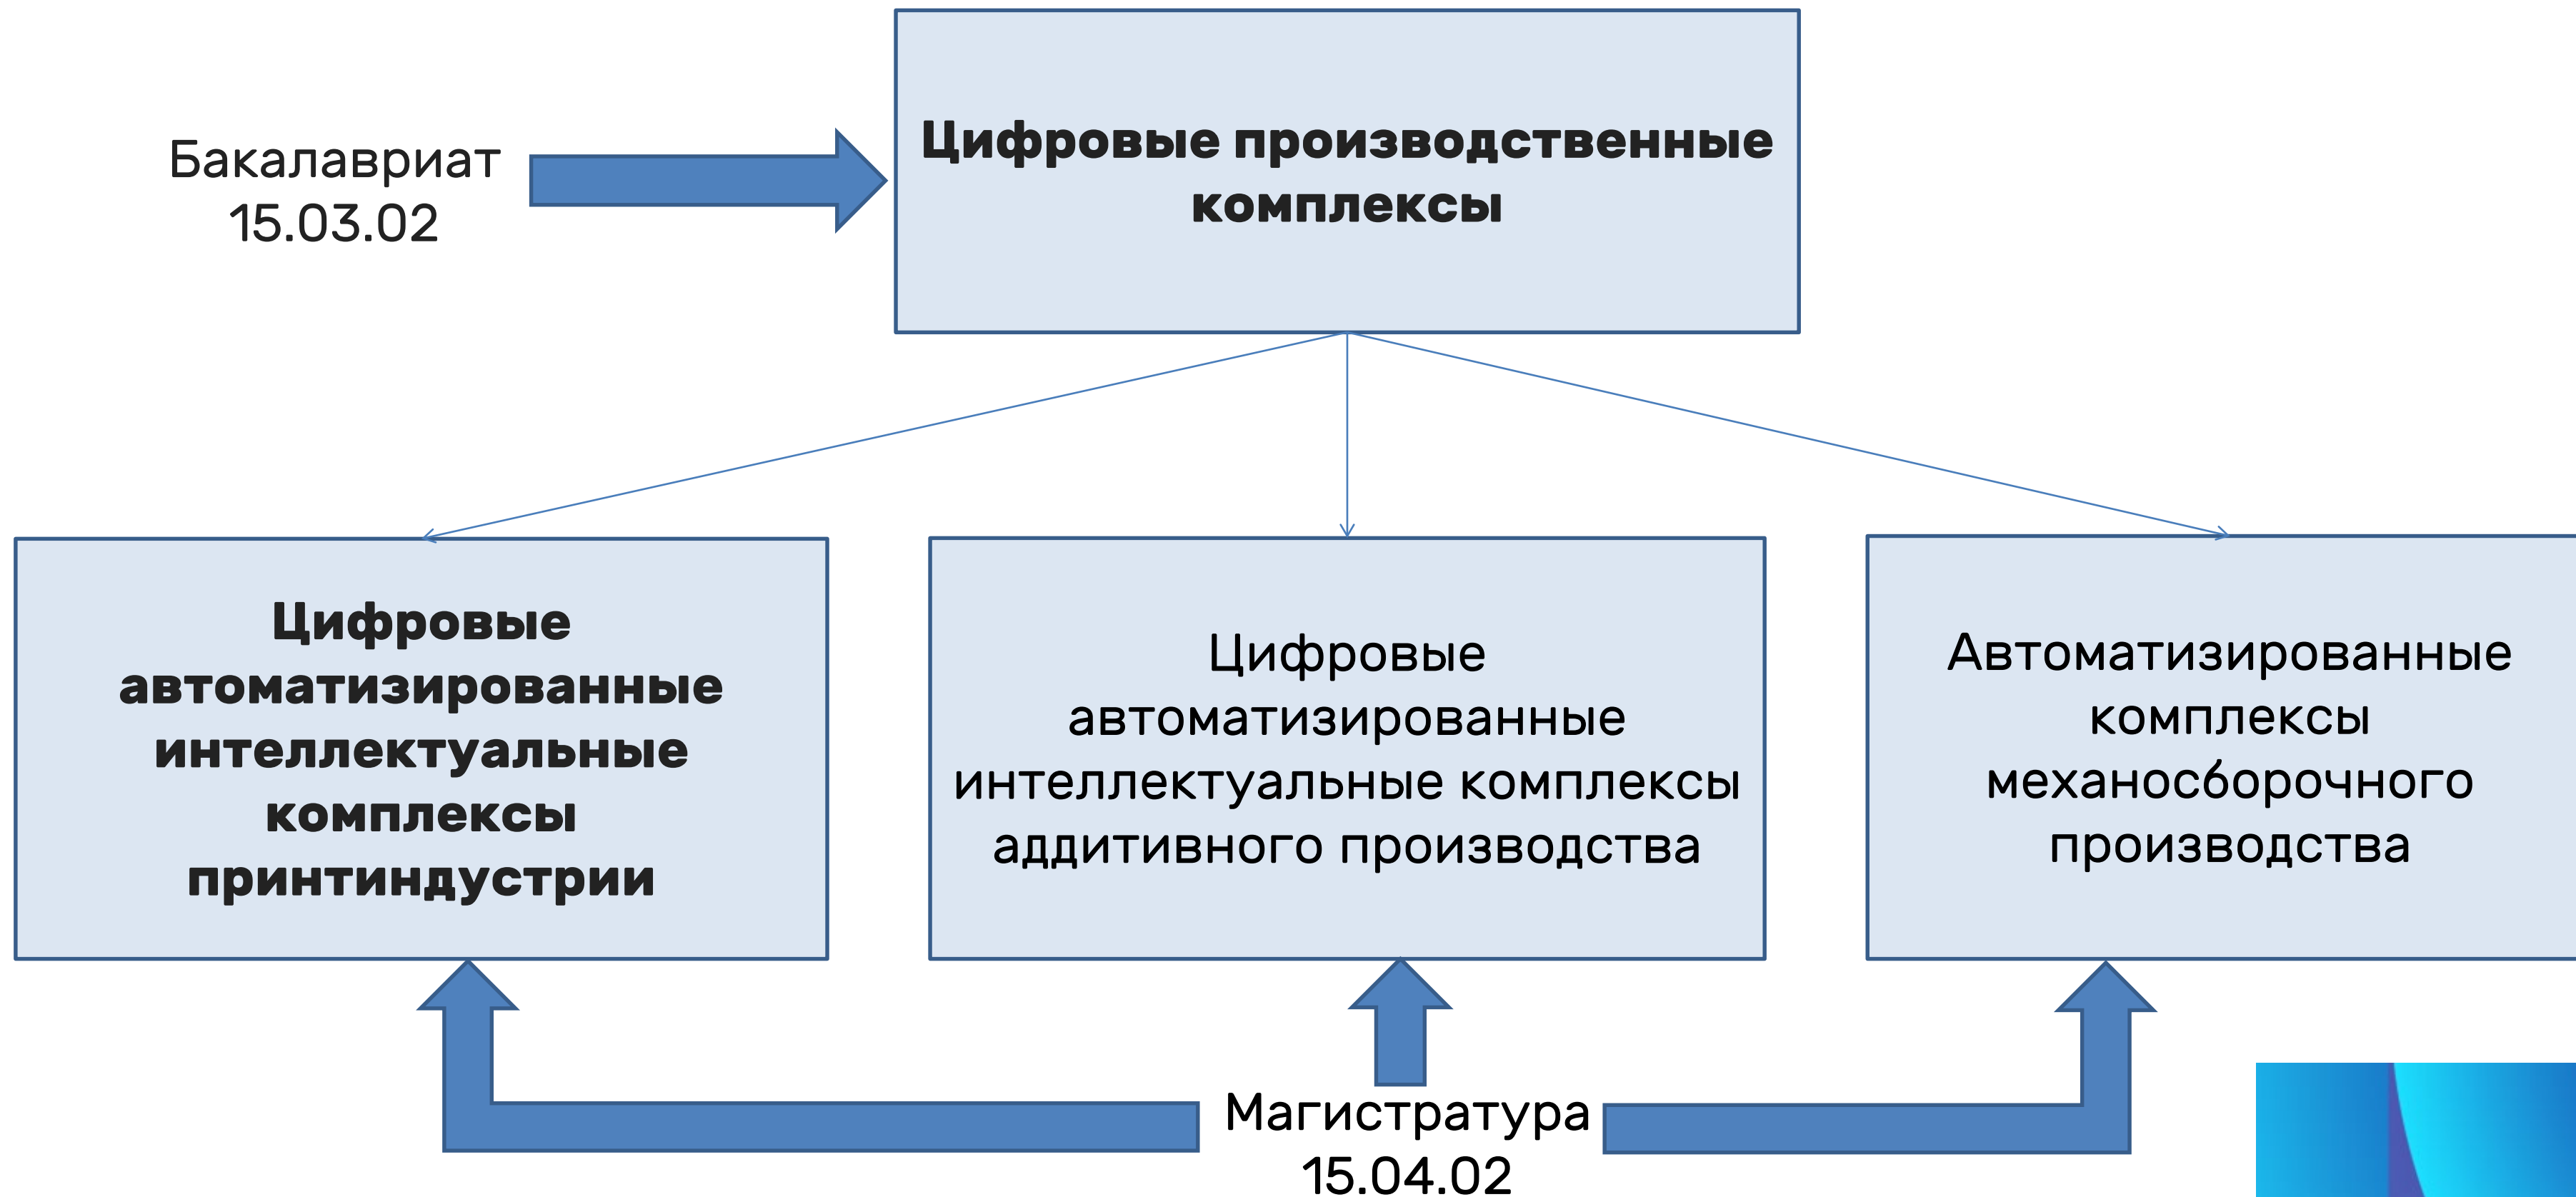 Цифровые производственные
комплексы
Бакалавриат
15.03.02
Цифровые
автоматизированные
интеллектуальные
комплексы
принтиндустрии
Цифровые
автоматизированные
интеллектуальные комплексы
аддитивного производства
Автоматизированные
комплексы
механосборочного
производства
Магистратура
15.04.02